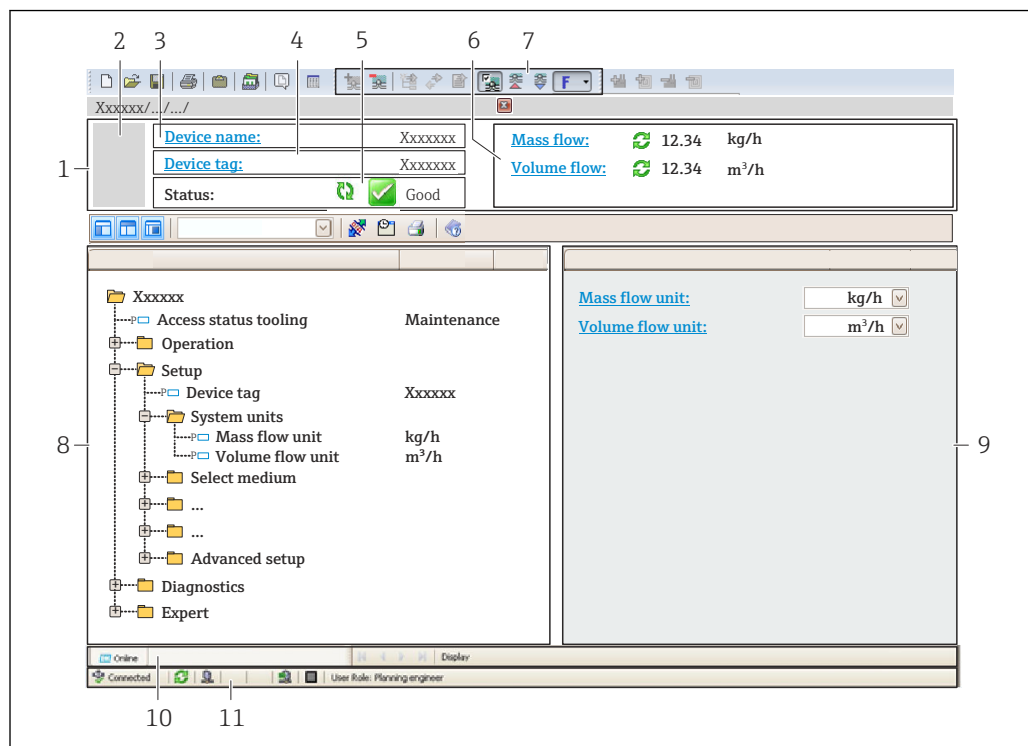 2 3 4 5 6 7
F
Xxxxxx/.../.../
1
Device name: Xxxxxxx
Device tag: Xxxxxxx
Status: Good
Mass flow: 12.34 kg/h
Volume flow: 12.34 m³/h
Xxxxxx
P Access status tooling Maintenance
Operation
Setup
P Device tag Xxxxxx
System units
P Mass flow unit kg/h
P Volume flow unit m³/h
Select medium
...
...
Advanced setup
Diagnostics
Expert
8
Mass flow unit: kg/h
Volume flow unit: m³/h
9
Online Display
Connected User Role: Planning engineer
10 11